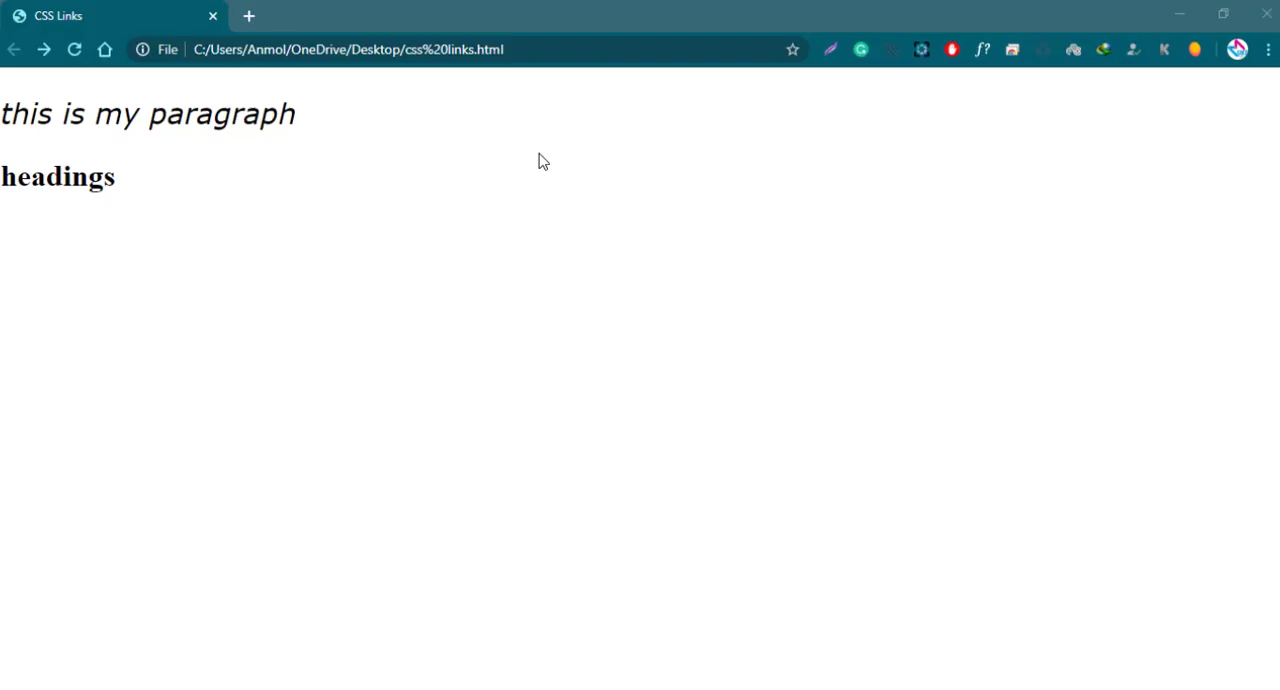 CSS Links
File C:/Users/Anmol/OneDrive/Desktop/css%20links.html
this is my paragraph
headings